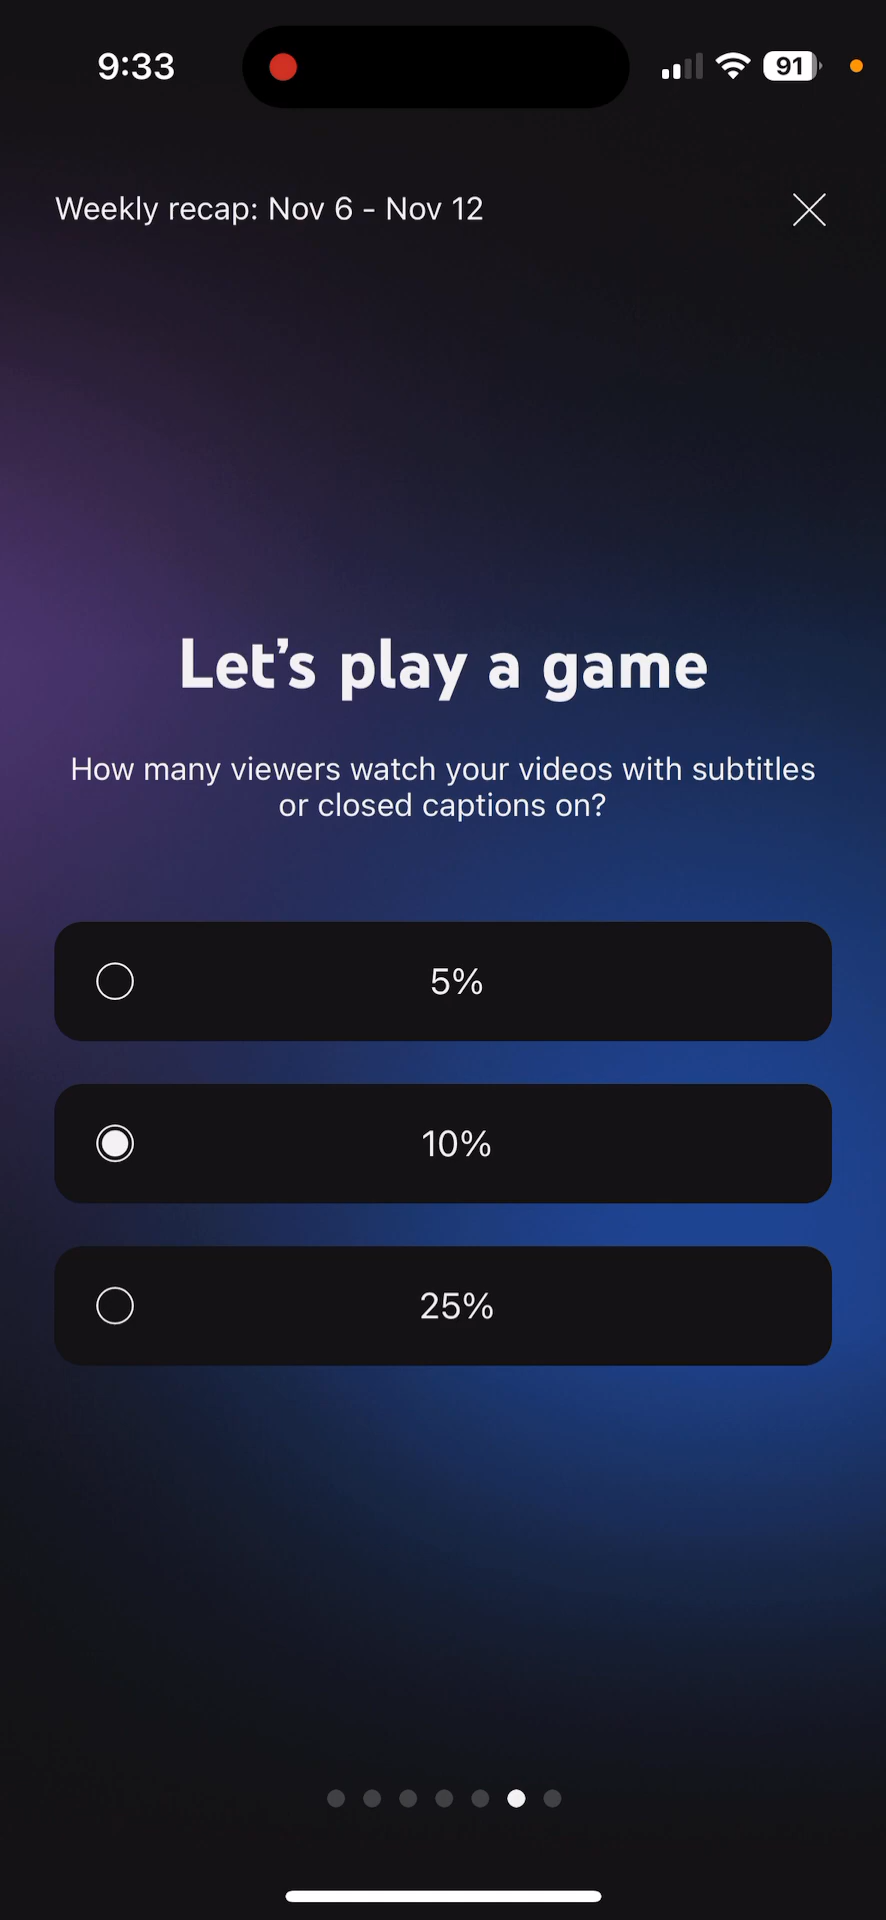 9:33
91
Weekly recap: Nov 6 - Nov 12
Let’s play a game
How many viewers watch your videos with subtitles
or closed captions on?
5%
10%
25%